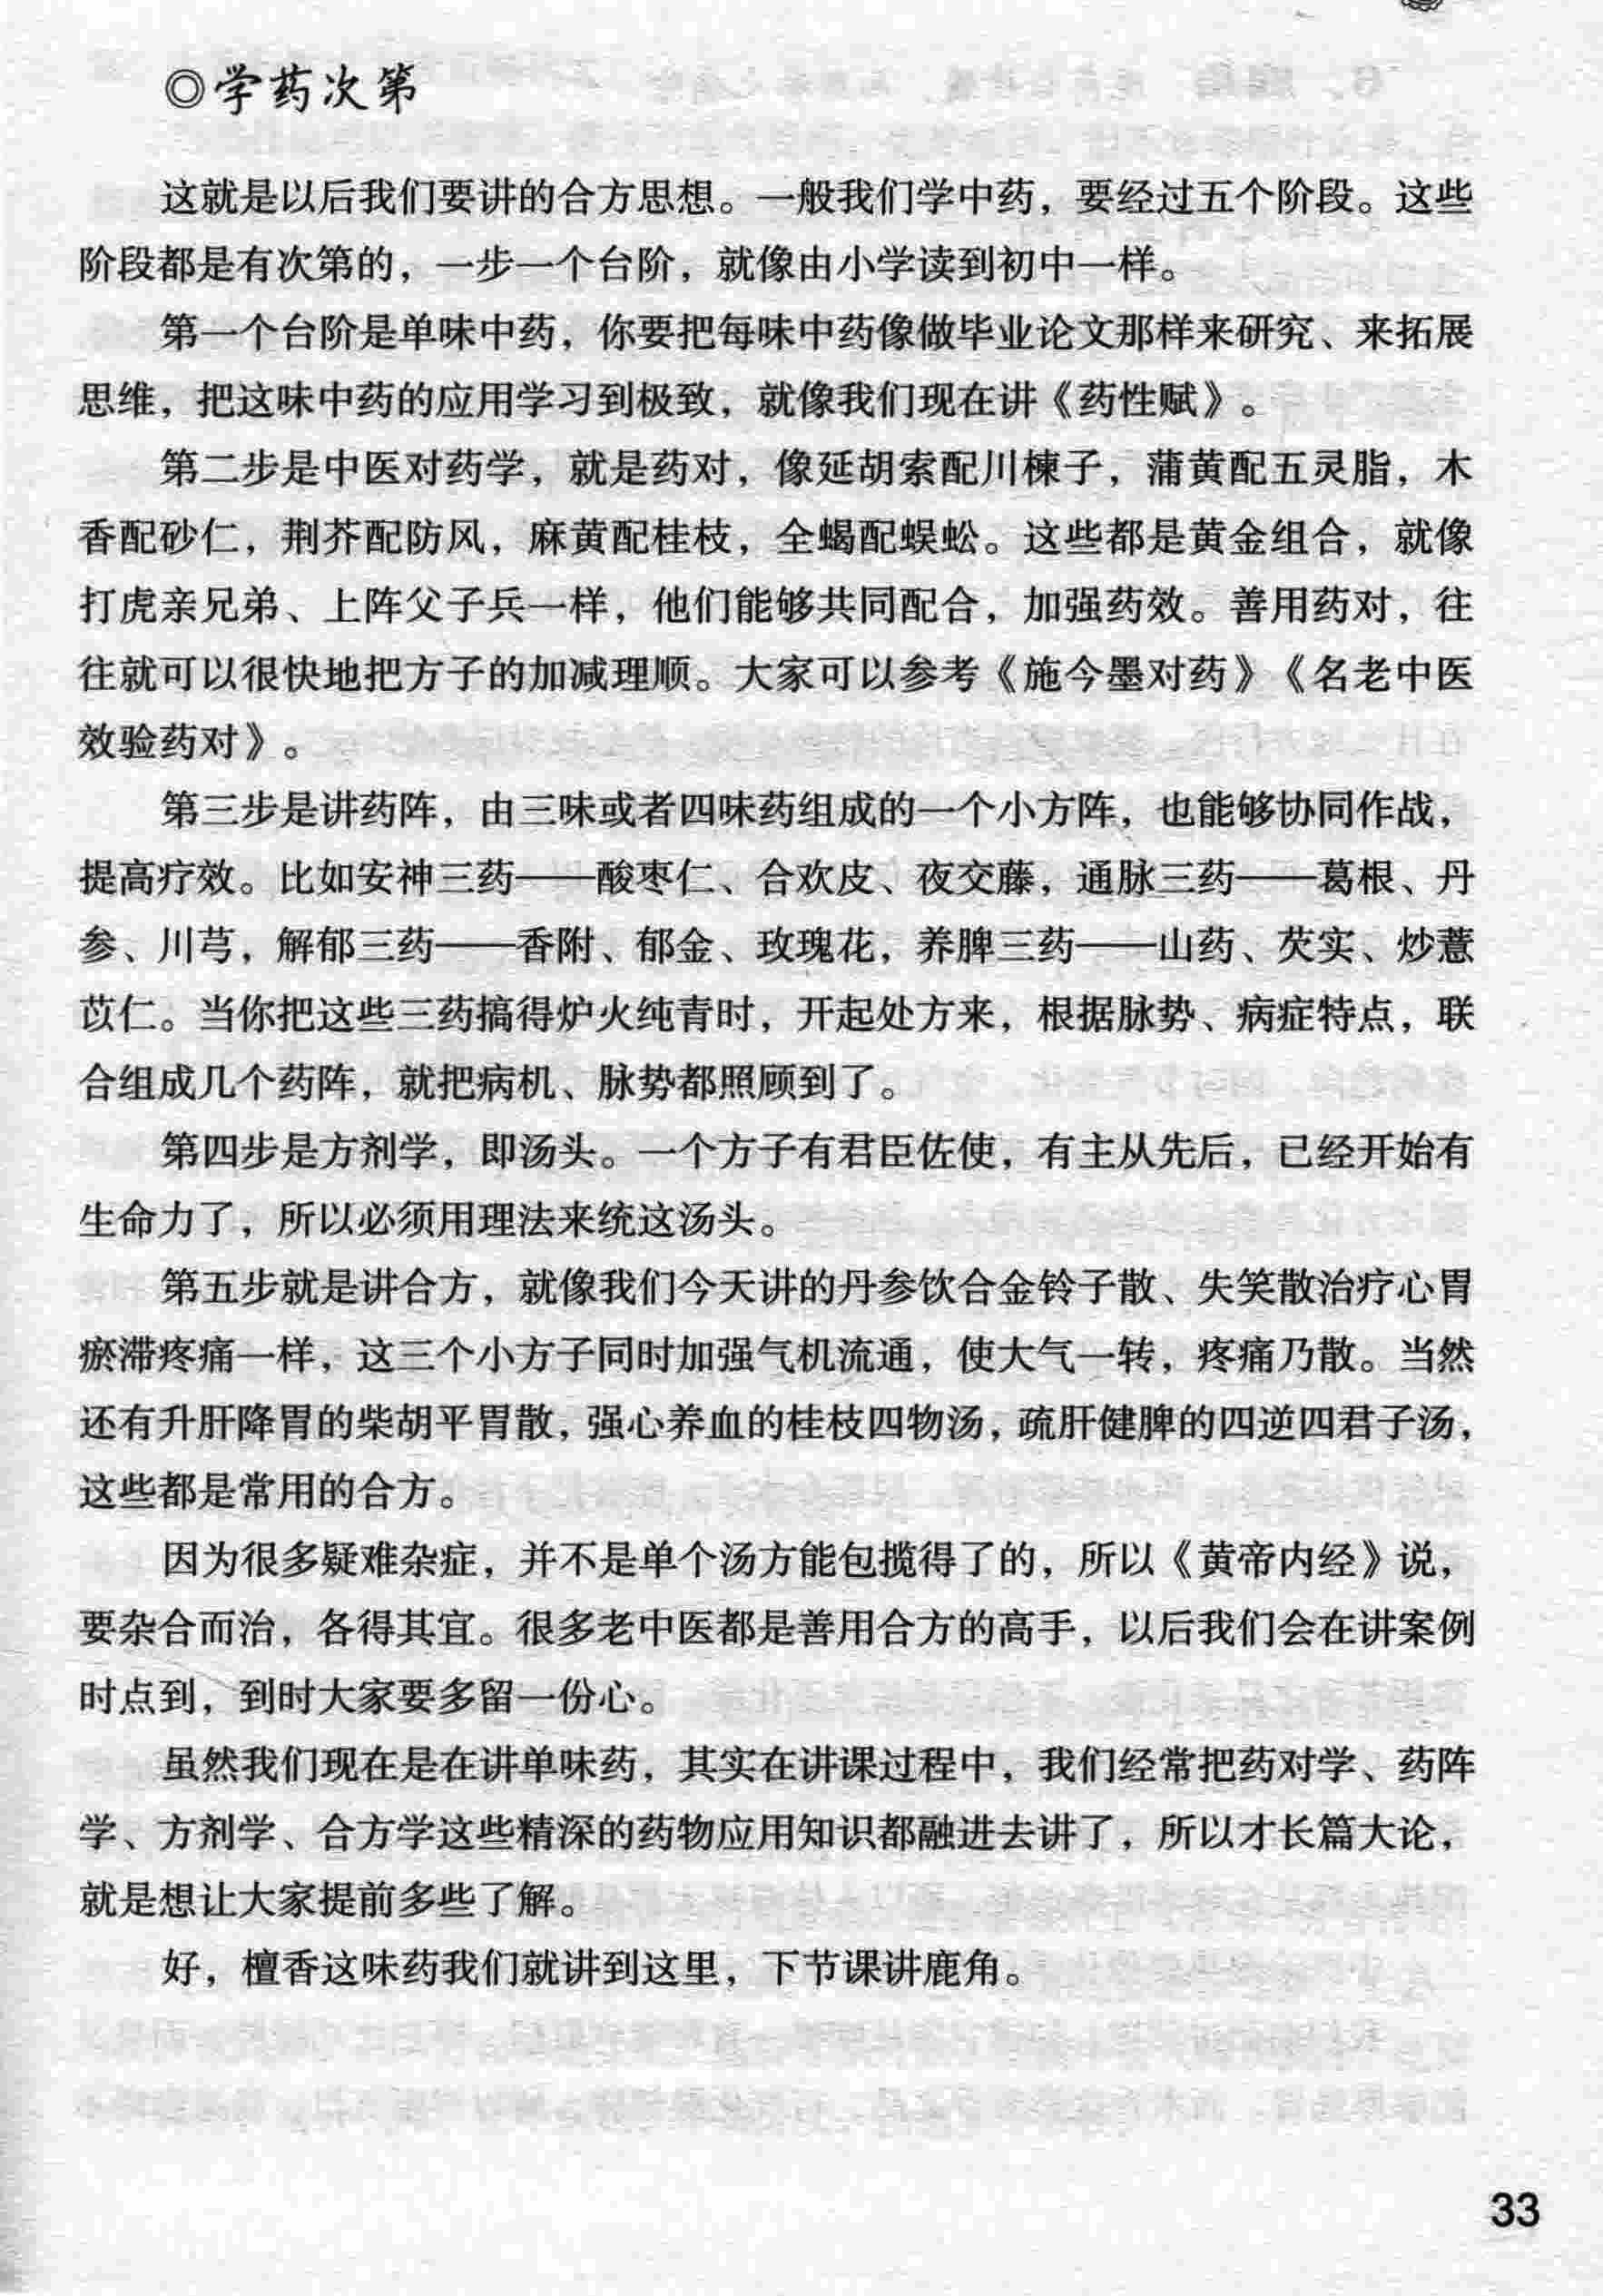 ◎学药次第
这就是以后我们要讲的合方思想。一般我们学中药，要经过五个阶段。这些
阶段都是有次第的，一步一个台阶，就像由小学读到初中一样。
第一个台阶是单味中药，你要把每味中药像做毕业论文那样来研究、来拓展
思维，把这味中药的应用学习到极致，就像我们现在讲《药性赋》。
第二步是中医对药学，就是药对，像延胡索配川楝子，蒲黄配五灵脂，木
香配砂仁，荆芥配防风，麻黄配桂枝，全蝎配蜈蚣。这些都是黄金组合，就像
打虎亲兄弟、上阵父子兵一样，他们能够共同配合，加强药效。善用药对，往
往就可以很快地把方子的加减理顺。大家可以参考《施今墨对药》《名老中医
效验药对》。
第三步是讲药阵，由三味或者四味药组成的一个小方阵，也能够协同作战，
提高疗效。比如安神三药——酸枣仁、合欢皮、夜交藤，通脉三药——葛根、丹
参、川芎，解郁三药——香附、郁金、玫瑰花，养脾三药——山药、芡实、炒薏
苡仁。当你把这些三药搞得炉火纯青时，开起处方来，根据脉势、病症特点，联
合组成几个药阵，就把病机、脉势都照顾到了。
第四步是方剂学，即汤头。一个方子有君臣佐使，有主从先后，已经开始有
生命力了，所以必须用理法来统这汤头。
第五步就是讲合方，就像我们今天讲的丹参饮合金铃子散、失笑散治疗心胃
瘀滞疼痛一样，这三个小方子同时加强气机流通，使大气一转，疼痛乃散。当然
还有升肝降胃的柴胡平胃散，强心养血的桂枝四物汤，疏肝健脾的四逆四君子汤，
这些都是常用的合方。
因为很多疑难杂症，并不是单个汤方能包揽得了的，所以《黄帝内经》说，
要杂合而治，各得其宜。很多老中医都是善用合方的高手，以后我们会在讲案例
时点到，到时大家要多留一份心。
虽然我们现在是在讲单味药，其实在讲课过程中，我们经常把药对学、药阵
学、方剂学、合方学这些精深的药物应用知识都融进去讲了，所以才长篇大论，
就是想让大家提前多些了解。
好，檀香这味药我们就讲到这里，下节课讲鹿角。
33